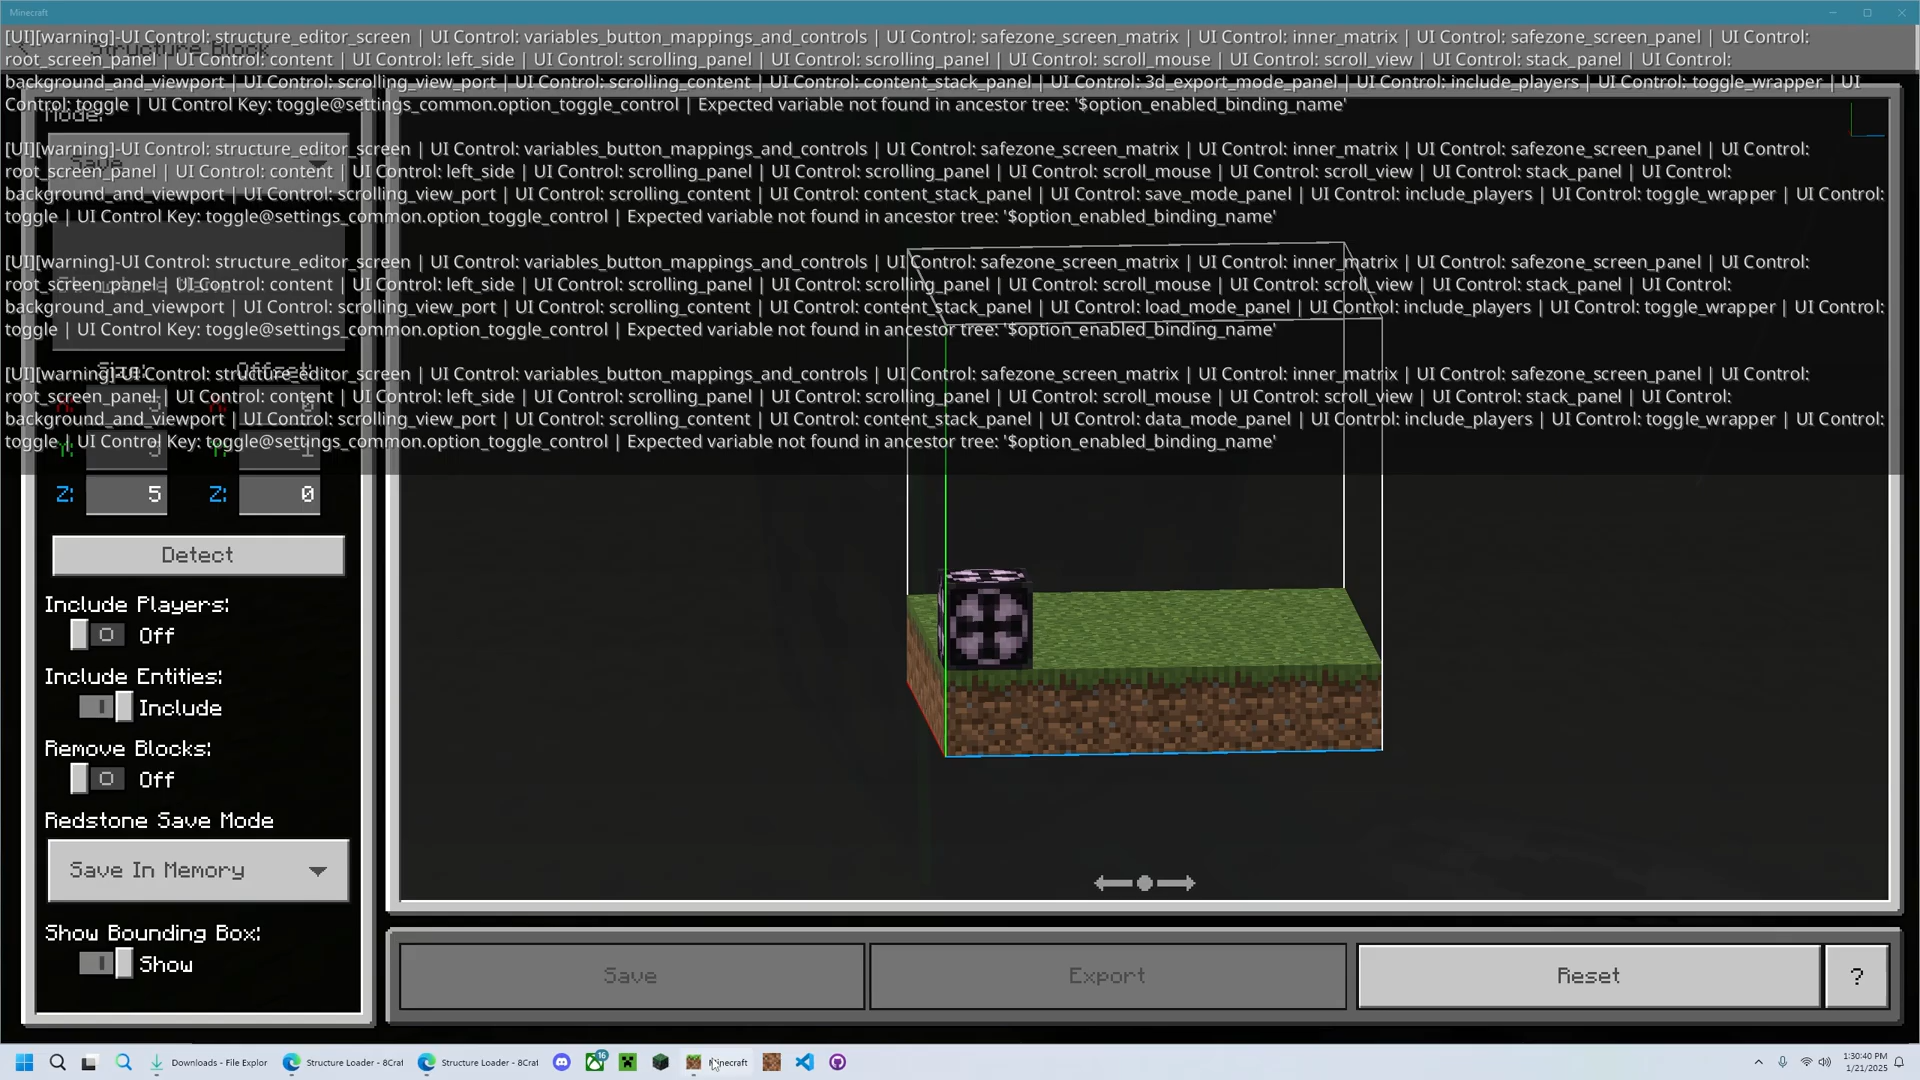 Minecraft
Structure Block
[UI][warning]-UI Control: structure_editor_screen | UI Control: variables_button_mappings_and_controls | UI Control: safezone_screen_matrix | UI Control: inner_matrix | UI Control: safezone_screen_panel | UI Control:
root_screen_panel | UI Control: content | UI Control: left_side | UI Control: scrolling_panel | UI Control: scrolling_panel | UI Control: scroll_mouse | UI Control: scroll_view | UI Control: stack_panel | UI Control:
background_and_viewport | UI Control: scrolling_view_port | UI Control: scrolling_content | UI Control: content_stack_panel | UI Control: 3d_export_mode_panel | UI Control: include_players | UI Control: toggle_wrapper | UI
Control: toggle | UI Control Key: toggle@settings_common.option_toggle_control | Expected variable not found in ancestor tree: '$option_enabled_binding_name'
Mode:
[UI][warning]-UI Control: structure_editor_screen | UI Control: variables_button_mappings_and_controls | UI Control: safezone_screen_matrix | UI Control: inner_matrix | UI Control: safezone_screen_panel | UI Control:
Save
root_screen_panel | UI Control: content | UI Control: left_side | UI Control: scrolling_panel | UI Control: scrolling_panel | UI Control: scroll_mouse | UI Control: scroll_view | UI Control: stack_panel | UI Control:
background_and_viewport | UI Control: scrolling_view_port | UI Control: scrolling_content | UI Control: content_stack_panel | UI Control: save_mode_panel | UI Control: include_players | UI Control: toggle_wrapper | UI Control:
toggle | UI Control Key: toggle@settings_common.option_toggle_control | Expected variable not found in ancestor tree: '$option_enabled_binding_name'
[UI][warning]-UI Control: structure_editor_screen | UI Control: variables_button_mappings_and_controls | UI Control: safezone_screen_matrix | UI Control: inner_matrix | UI Control: safezone_screen_panel | UI Control:
root_screen_panel | UI Control: content | UI Control: left_side | UI Control: scrolling_panel | UI Control: scrolling_panel | UI Control: scroll_mouse | UI Control: scroll_view | UI Control: stack_panel | UI Control:
background_and_viewport | UI Control: scrolling_view_port | UI Control: scrolling_content | UI Control: content_stack_panel | UI Control: load_mode_panel | UI Control: include_players | UI Control: toggle_wrapper | UI Control:
toggle | UI Control Key: toggle@settings_common.option_toggle_control | Expected variable not found in ancestor tree: '$option_enabled_binding_name'
Size: Offset:
[UI][warning]-UI Control: structure_editor_screen | UI Control: variables_button_mappings_and_controls | UI Control: safezone_screen_matrix | UI Control: inner_matrix | UI Control: safezone_screen_panel | UI Control:
root_screen_panel | UI Control: content | UI Control: left_side | UI Control: scrolling_panel | UI Control: scrolling_panel | UI Control: scroll_mouse | UI Control: scroll_view | UI Control: stack_panel | UI Control:
background_and_viewport | UI Control: scrolling_view_port | UI Control: scrolling_content | UI Control: content_stack_panel | UI Control: data_mode_panel | UI Control: include_players | UI Control: toggle_wrapper | UI Control:
toggle | UI Control Key: toggle@settings_common.option_toggle_control | Expected variable not found in ancestor tree: '$option_enabled_binding_name'
Z: 5 Z: 0
Detect
Include Players:
Off
Include Entities:
Include
Remove Blocks:
Off
Redstone Save Mode
Save In Memory
Show Bounding Box:
Show
Save Export Reset ?
Downloads - File Explor Structure Loader - 8Craf Structure Loader - 8Craf 16 Minecraft 1:30:40 PM
1/21/2025